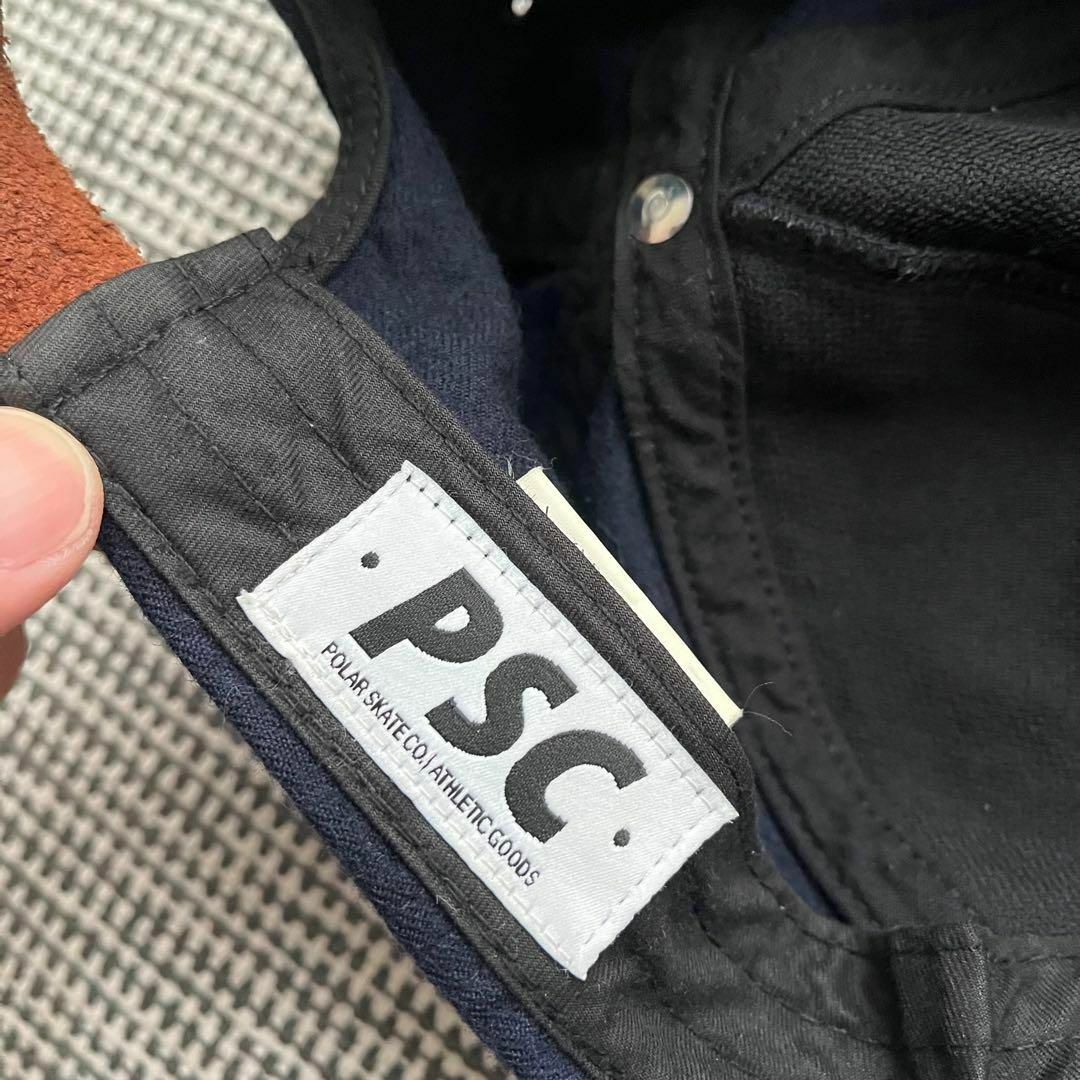 • PSC •
POLAR SKATE CO. | ATHLETIC GOODS